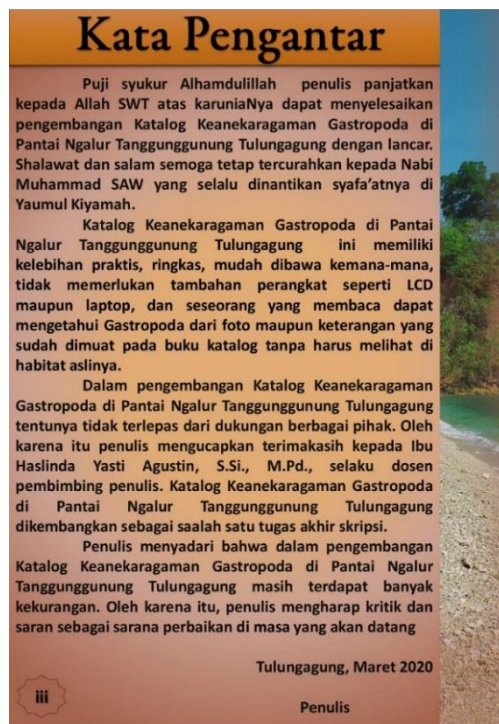 Kata Pengantar
Puji syukur Alhamdulillah penulis panjatkan
kepada Allah SWT atas karuniaNya dapat menyelesaikan
pengembangan Katalog Keanekaragaman Gastropoda di
Pantai Ngalur Tanggunggunung Tulungagung dengan lancar.
Shalawat dan salam semoga tetap tercurahkan kepada Nabi
Muhammad SAW yang selalu dinantikan syafa'atnya di
Yaumul Kiyamah.
Katalog Keanekaragaman Gastropoda di Pantai
Ngalur Tanggunggunung Tulungagung ini memiliki
kelebihan praktis, ringkas, mudah dibawa kemana-mana,
tidak memerlukan tambahan perangkat seperti LCD
maupun laptop, dan seseorang yang membaca dapat
mengetahui Gastropoda dari foto maupun keterangan yang
sudah dimuat pada buku katalog tanpa harus melihat di
habitat aslinya.
Dalam pengembangan Katalog Keanekaragaman
Gastropoda di Pantai Ngalur Tanggunggunung Tulungagung
tentunya tidak terlepas dari dukungan berbagai pihak. Oleh
karena itu penulis mengucapkan terimakasih kepada Ibu
Haslinda Yasti Agustin, S.Si., M.Pd., selaku dosen
pembimbing penulis. Katalog Keanekaragaman Gastropoda
di Pantai Ngalur Tanggunggunung Tulungagung
dikembangkan sebagai saalah satu tugas akhir skripsi.
Penulis menyadari bahwa dalam pengembangan
Katalog Keanekaragaman Gastropoda di Pantai Ngalur
Tanggunggunung Tulungagung masih terdapat banyak
kekurangan. Oleh karena itu, penulis mengharap kritik dan
saran sebagai sarana perbaikan di masa yang akan datang
Tulungagung, Maret 2020
iii
Penulis